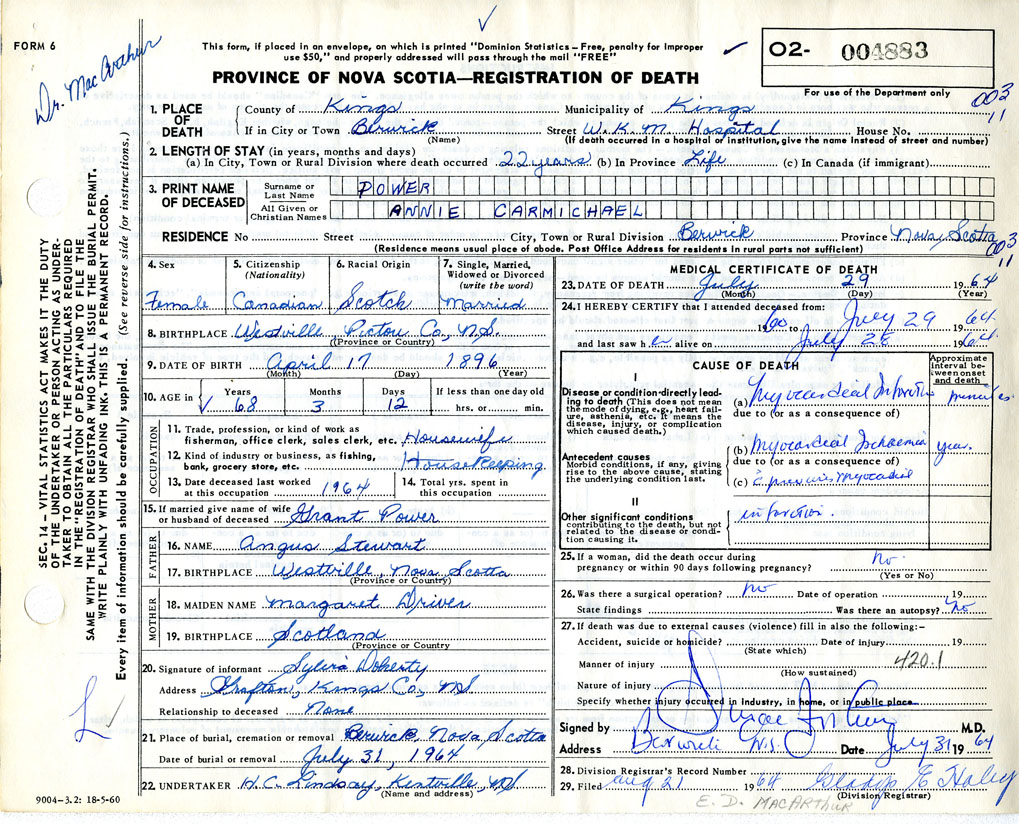 FORM 6
Dr. MacArthur
This form, if placed in an envelope, on which is printed "Dominion Statistics - Free, penalty for improper
use $50," and properly addressed will pass through the mail "FREE"
PROVINCE OF NOVA SCOTIA—REGISTRATION OF DEATH
O2- 004883
For use of the Department only
003
11
1. PLACE OF DEATH
County of Kings Municipality of Kings
If in City or Town Berwick Street W. K. M. Hospital House No.
(Name) (If death occurred in a hospital or institution, give the name instead of street and number)
2. LENGTH OF STAY (in years, months and days)
(a) In City, Town or Rural Division where death occurred 22 years (b) In Province Life (c) In Canada (if immigrant)
3. PRINT NAME OF DECEASED
Surname or Last Name POWER
All Given or Christian Names ANNIE CARMICHAEL
RESIDENCE No Street City, Town or Rural Division Berwick Province Nova Scotia
(Residence means usual place of abode. Post Office Address for residents in rural parts not sufficient)
003
11
4. Sex 5. Citizenship (Nationality) 6. Racial Origin 7. Single, Married, Widowed or Divorced (write the word)
Female Canadian Scotch Married
8. BIRTHPLACE Westville Pictou Co., N.S.
(Province or Country)
9. DATE OF BIRTH April 17 1896
(Month) (Day) (Year)
10. AGE in Years Months Days If less than one day old
68 3 12 hrs. or min.
OCCUPATION
11. Trade, profession, or kind of work as
fisherman, office clerk, sales clerk, etc. Housewife
12. Kind of industry or business, as fishing,
bank, grocery store, etc. Housekeeping
13. Date deceased last worked at this occupation 1964 14. Total yrs. spent in this occupation
15. If married give name of wife
or husband of deceased Grant Power
FATHER
16. NAME Angus Stewart
17. BIRTHPLACE Westville, Nova Scotia
(Province or Country)
MOTHER
18. MAIDEN NAME Margaret Driver
19. BIRTHPLACE Scotland
(Province or Country
20. Signature of informant Sylvia Doherty
Address Grafton, Kings Co., N.S.
Relationship to deceased None
21. Place of burial, cremation or removal Berwick Nova Scotia
Date of burial or removal July 31, 1964
22. UNDERTAKER H.C. Lindsay, Kentville, NS
(Name and address)
9004-3.2: 18-5-60
MEDICAL CERTIFICATE OF DEATH
23. DATE OF DEATH July 29 1964
(Month) (Day) (Year)
24. I HEREBY CERTIFY that I attended deceased from:
1960 to July 29 1964
and last saw her alive on July 28 1964
CAUSE OF DEATH
Approximate interval between onset and death
I
Disease or condition directly lead-
ing to death (This does not mean
the mode of dying, e.g., heart fail-
ure, asthenia, etc. It means the
disease, injury, or complication
which caused death.)
(a) Myocardial Infarction minutes
due to (or as a consequence of)
Antecedent causes
Morbid conditions, if any, giving
rise to the above cause, stating
the underlying condition last.
(b) Myocardial Ischaemia year.
due to (or as a consequence of)
(c) previous Myocardial
II
Other significant conditions
contributing to the death, but not
related to the disease or condi-
tion causing it.
infarction.
25. If a woman, did the death occur during
pregnancy or within 90 days following pregnancy? No.
(Yes or No)
26. Was there a surgical operation? no Date of operation 19
State findings Was there an autopsy? no
27. If death was due to external causes (violence) fill in also the following:-
Accident, suicide or homicide? Date of injury 19
(State which)
Manner of injury 420.1
(How sustained)
Nature of injury
Specify whether injury occurred in industry, in home, or in public place
Signed by M.D.
Address Berwick N.S. Date July 31 1964
28. Division Registrar's Record Number
29. Filed Aug 21 1964 Gladys E Haley
(Division Registrar)
E. D. MACARTHUR
SEC. 14—VITAL STATISTICS ACT MAKES IT THE DUTY
OF THE UNDERTAKER OR PERSON ACTING AS UNDER-
TAKER TO OBTAIN ALL THE PARTICULARS REQUIRED
IN THE "REGISTRATION OF DEATH" AND TO FILE THE
SAME WITH THE DIVISION REGISTRAR WHO SHALL ISSUE THE BURIAL PERMIT.
WRITE PLAINLY WITH UNFADING INK. THIS IS A PERMANENT RECORD.
Every item of information should be carefully supplied. (See reverse side for instructions.)